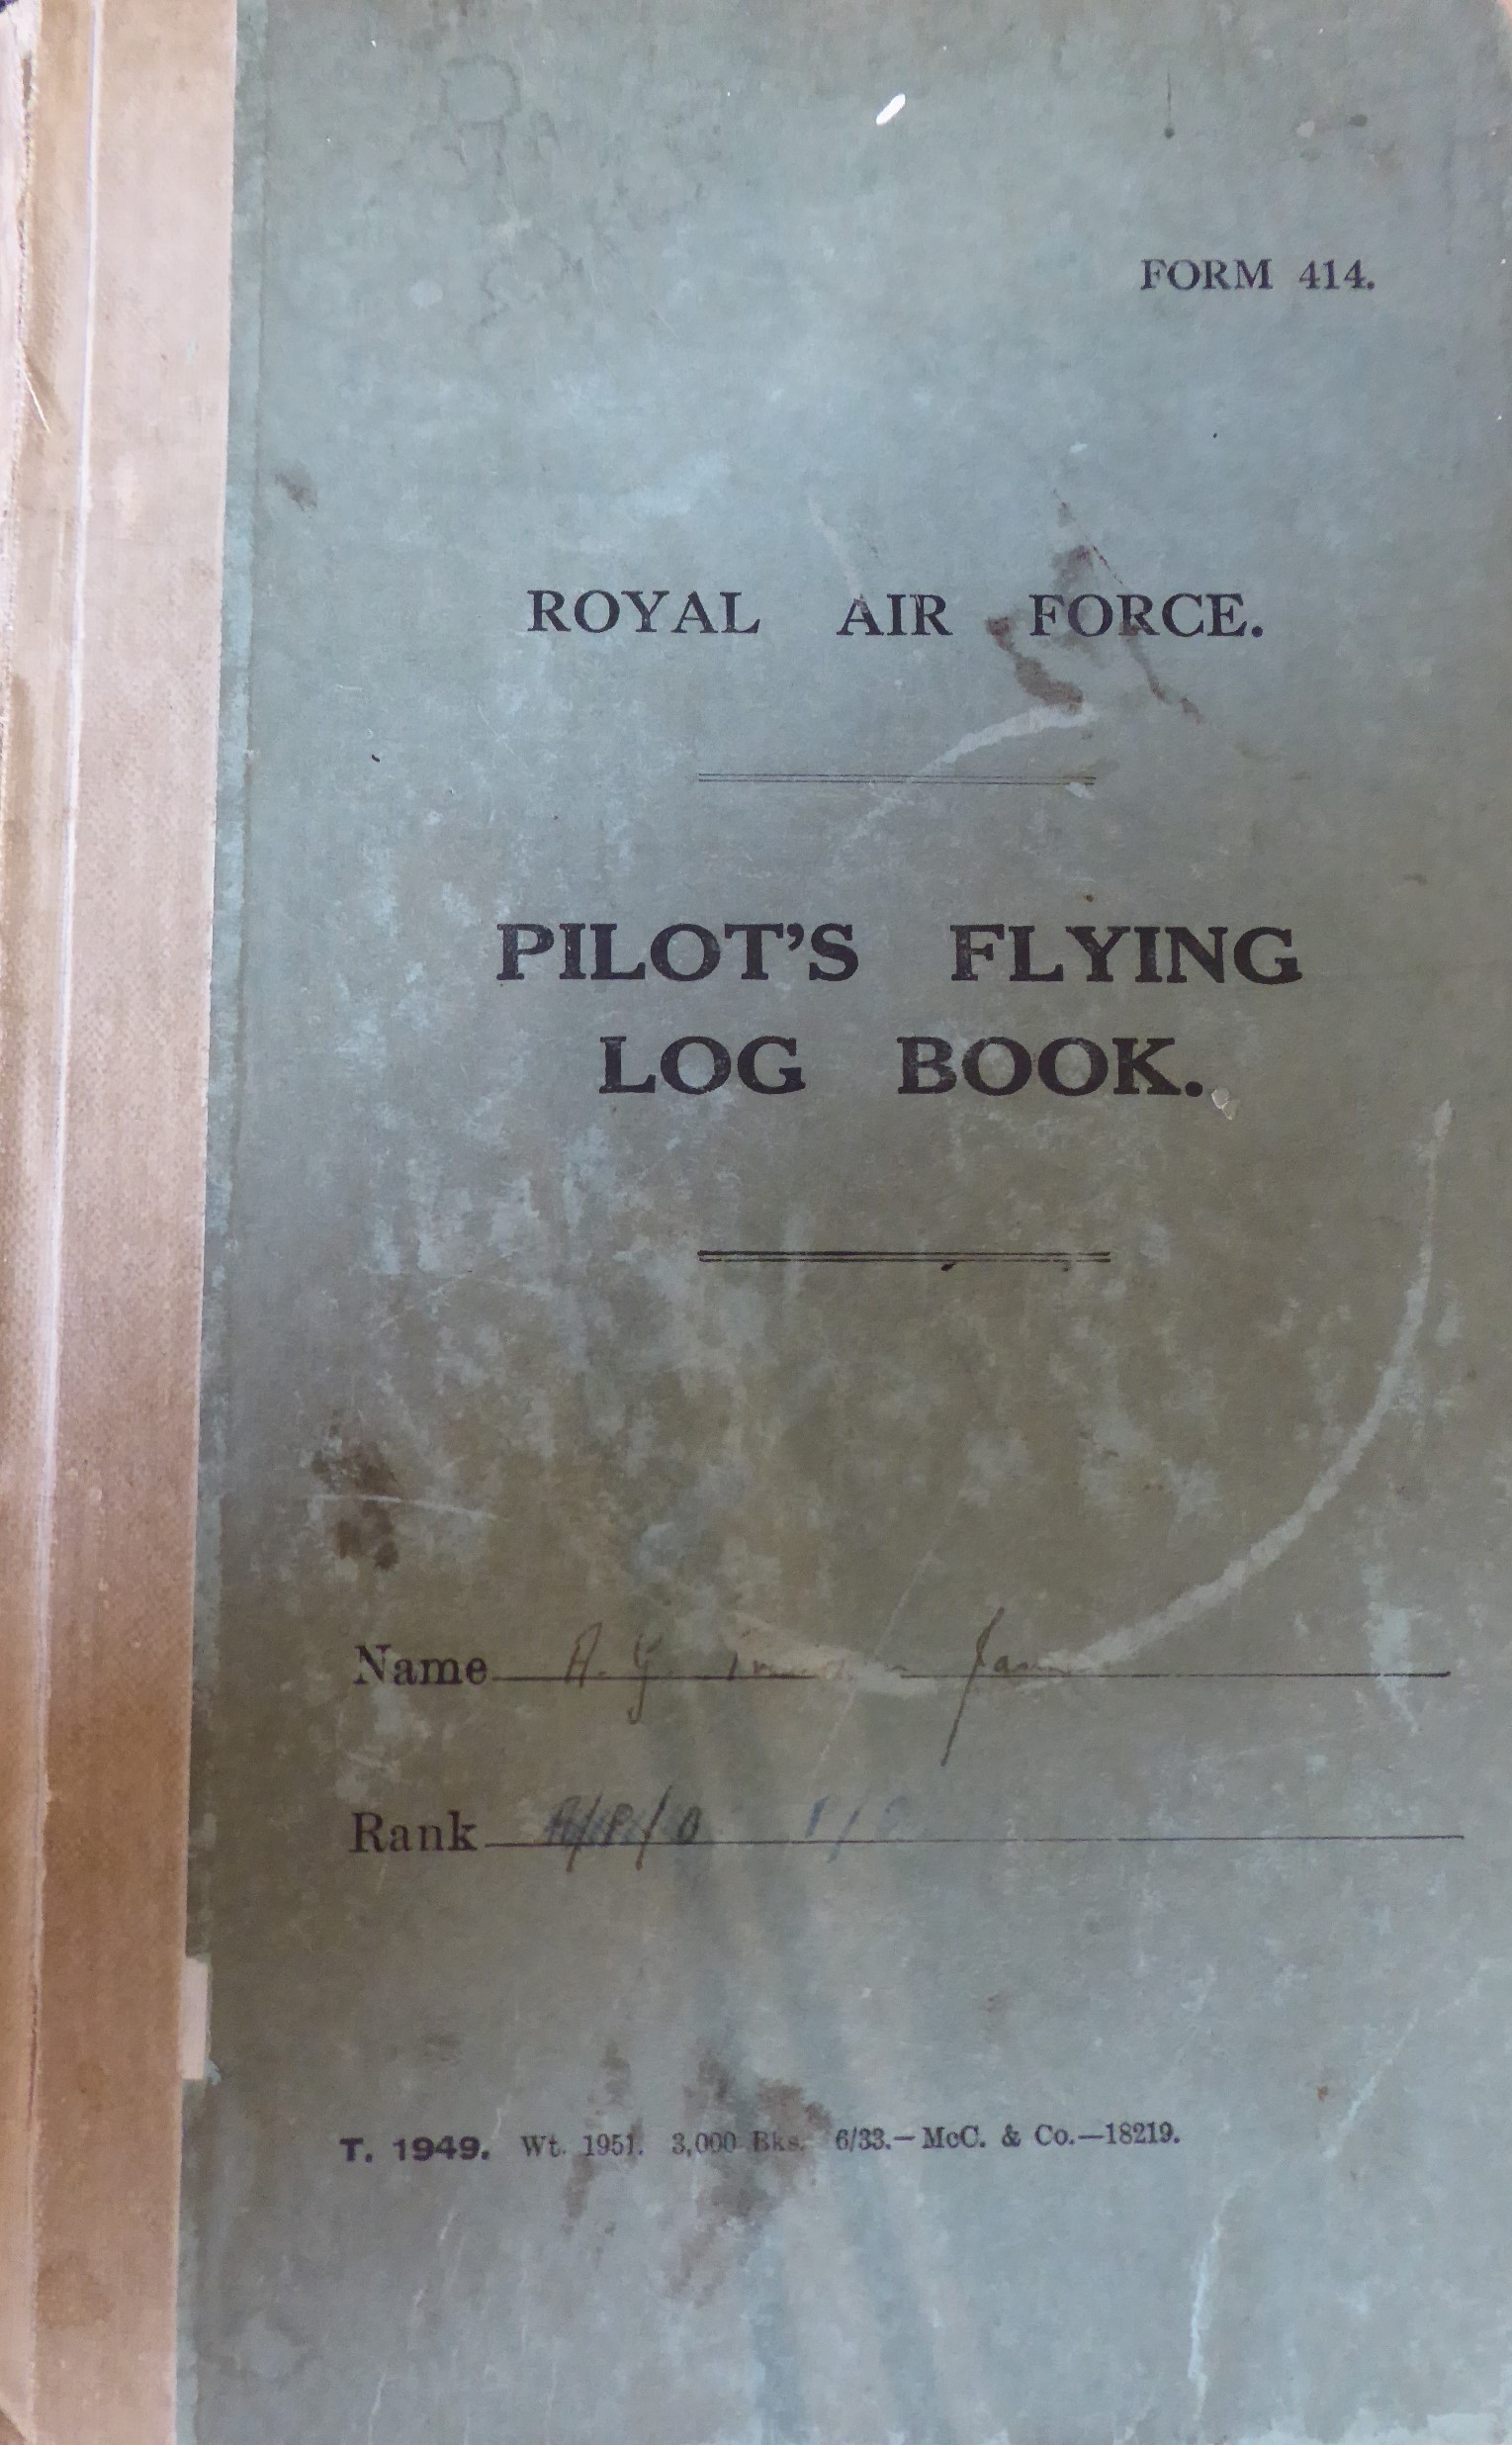 FORM 414.
ROYAL AIR FORCE.
PILOT'S FLYING
LOG BOOK.
Name A. G.
Rank A/P/O
T. 1949. Wt. 1951. 3,000 Bks. 6/33.—McC. & Co.—18219.